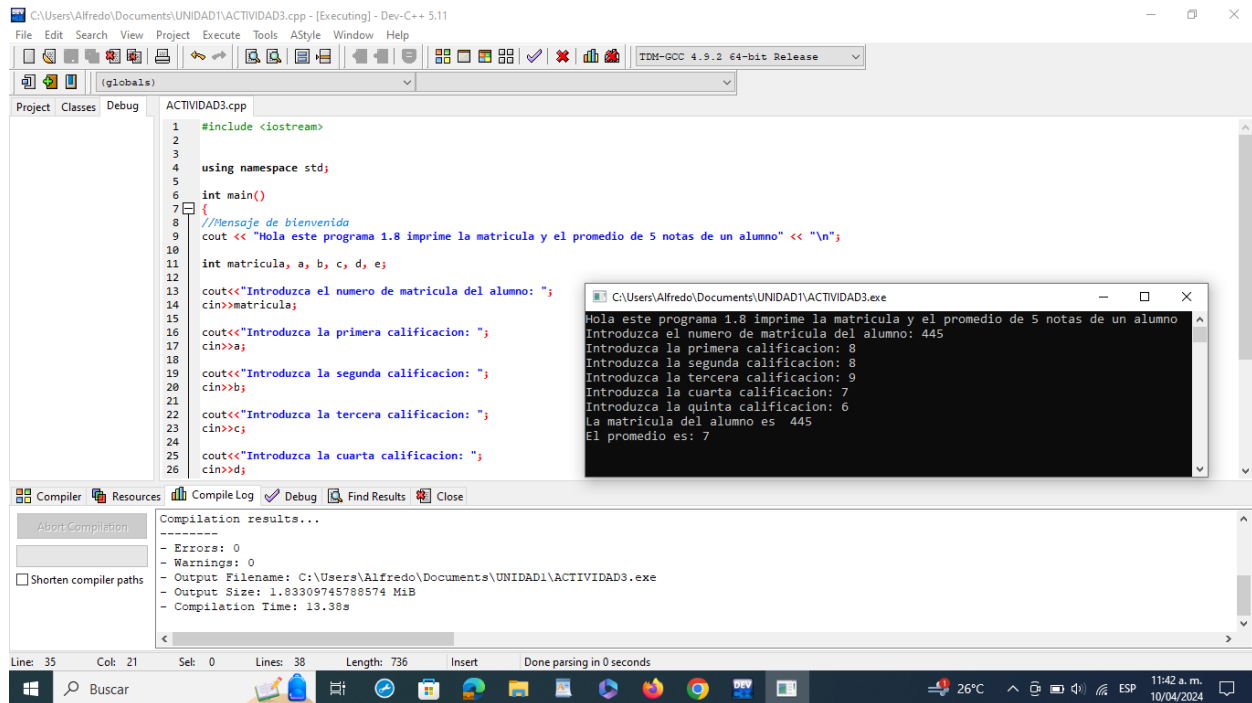 C:\Users\Alfredo\Documents\UNIDAD1\ACTIVIDAD3.cpp - [Executing] - Dev-C++ 5.11
File Edit Search View Project Execute Tools AStyle Window Help
TDM-GCC 4.9.2 64-bit Release
(globals)
Project Classes Debug
ACTIVIDAD3.cpp
1 #include <iostream>
2
3
4 using namespace std;
5
6 int main()
7 {
8 //Mensaje de bienvenida
9 cout << "Hola este programa 1.8 imprime la matricula y el promedio de 5 notas de un alumno" << "\n";
10
11 int matricula, a, b, c, d, e;
12
13 cout<<"Introduzca el numero de matricula del alumno: ";
14 cin>>matricula;
15
16 cout<<"Introduzca la primera calificacion: ";
17 cin>>a;
18
19 cout<<"Introduzca la segunda calificacion: ";
20 cin>>b;
21
22 cout<<"Introduzca la tercera calificacion: ";
23 cin>>c;
24
25 cout<<"Introduzca la cuarta calificacion: ";
26 cin>>d;
C:\Users\Alfredo\Documents\UNIDAD1\ACTIVIDAD3.exe
Hola este programa 1.8 imprime la matricula y el promedio de 5 notas de un alumno
Introduzca el numero de matricula del alumno: 445
Introduzca la primera calificacion: 8
Introduzca la segunda calificacion: 8
Introduzca la tercera calificacion: 9
Introduzca la cuarta calificacion: 7
Introduzca la quinta calificacion: 6
La matricula del alumno es  445
El promedio es: 7
Compiler Resources Compile Log Debug Find Results Close
Abort Compilation
Shorten compiler paths
Compilation results...
--------
- Errors: 0
- Warnings: 0
- Output Filename: C:\Users\Alfredo\Documents\UNIDAD1\ACTIVIDAD3.exe
- Output Size: 1.83309745788574 MiB
- Compilation Time: 13.38s
Line: 35 Col: 21 Sel: 0 Lines: 38 Length: 736 Insert Done parsing in 0 seconds
Buscar
DEV
26°C
ESP
11:42 a. m.
10/04/2024